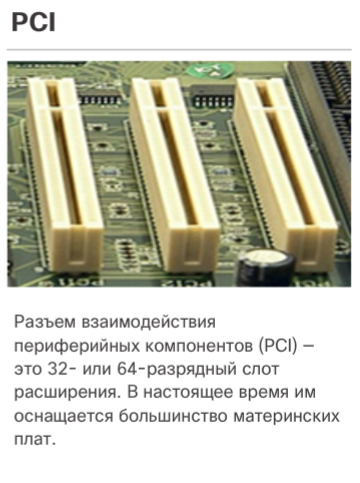 PCI
Разъем взаимодействия
периферийных компонентов (PCI) –
это 32- или 64-разрядный слот
расширения. В настоящее время им
оснащается большинство материнских
плат.